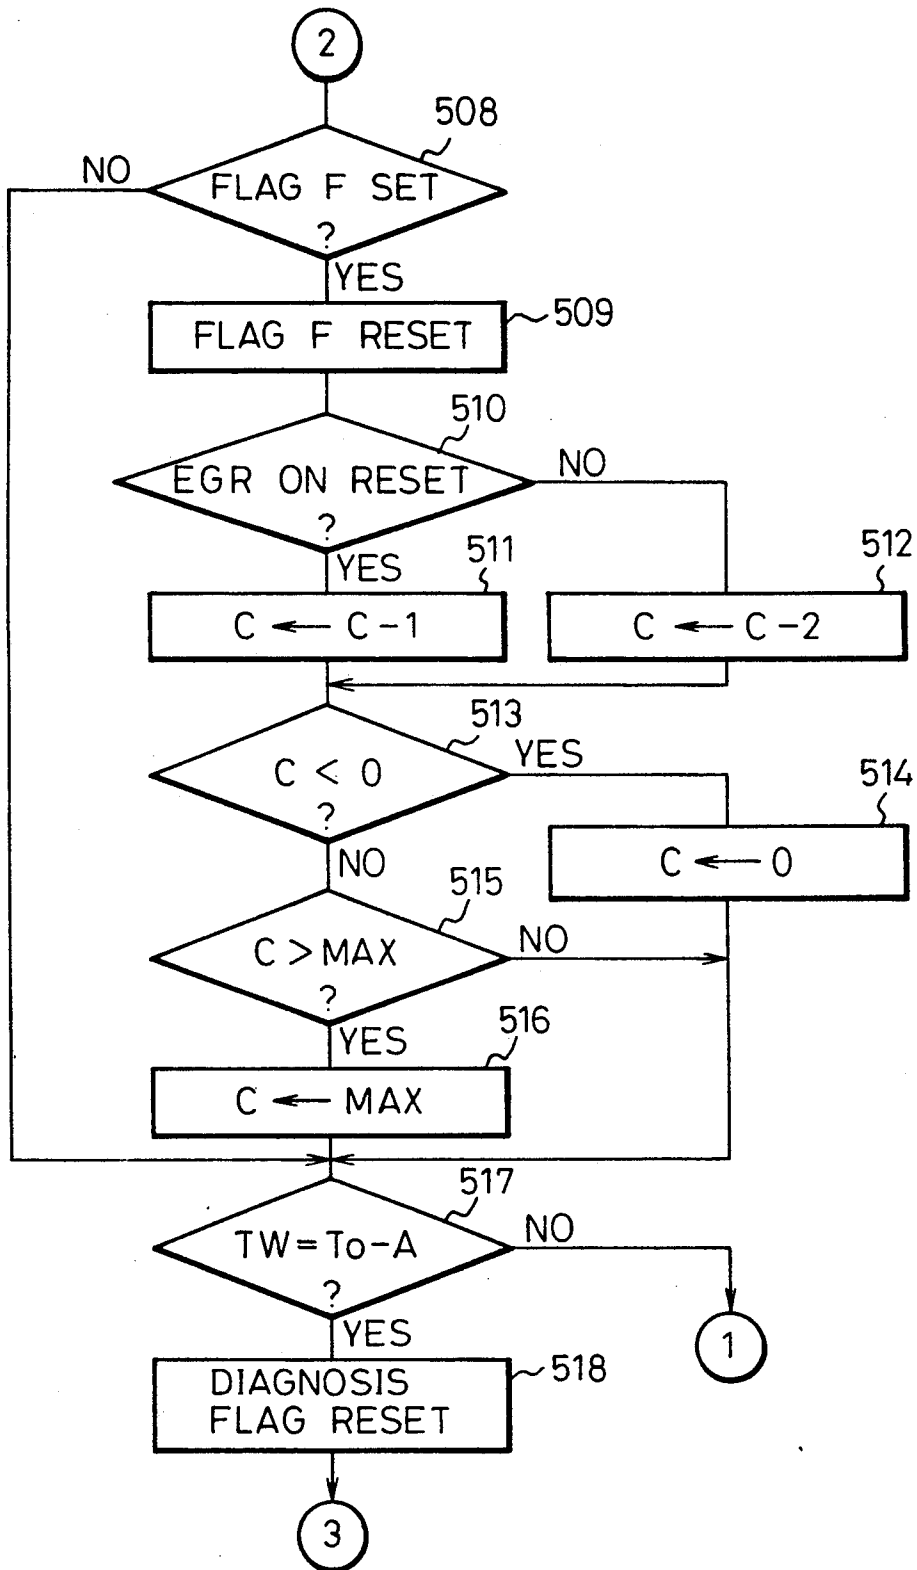 2
508
NO
FLAG F SET
?
YES
509
FLAG F RESET
510
EGR ON RESET
?
NO
YES
511
512
C ← C-1
C ← C-2
513
C < 0
?
YES
514
C ← 0
NO
515
C > MAX
?
NO
YES
516
C ← MAX
517
TW=To-A
?
NO
1
YES
518
DIAGNOSIS
FLAG RESET
3